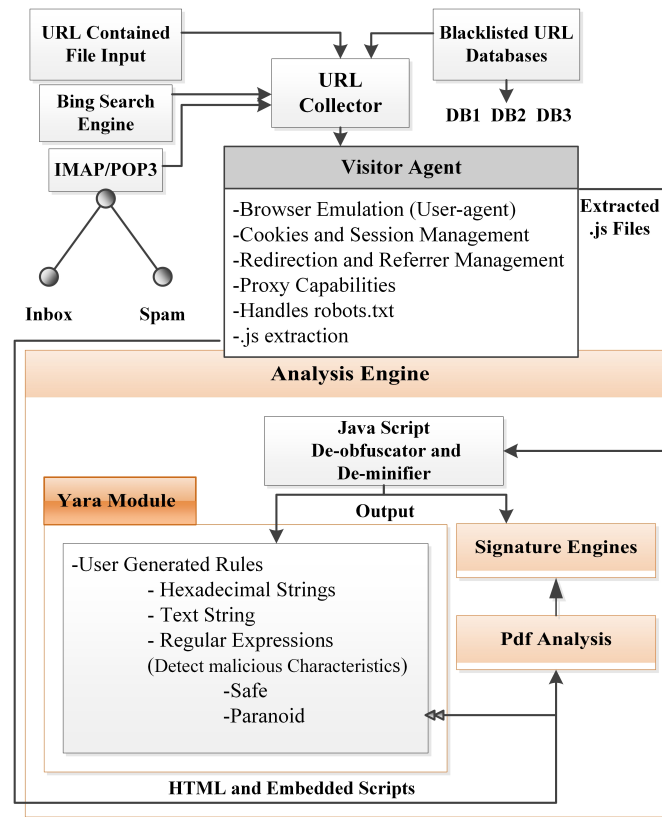 URL Contained
File Input
Blacklisted URL
Databases
URL
Collector
Bing Search
Engine
DB1 DB2 DB3
IMAP/POP3
Visitor Agent
-Browser Emulation (User-agent)
-Cookies and Session Management
-Redirection and Referrer Management
-Proxy Capabilities
-Handles robots.txt
-.js extraction
Extracted
.js Files
Inbox
Spam
Analysis Engine
Java Script
De-obfuscator and
De-minifier
Output
Yara Module
Signature Engines
-User Generated Rules
- Hexadecimal Strings
- Text String
- Regular Expressions
(Detect malicious Characteristics)
-Safe
-Paranoid
Pdf Analysis
HTML and Embedded Scripts